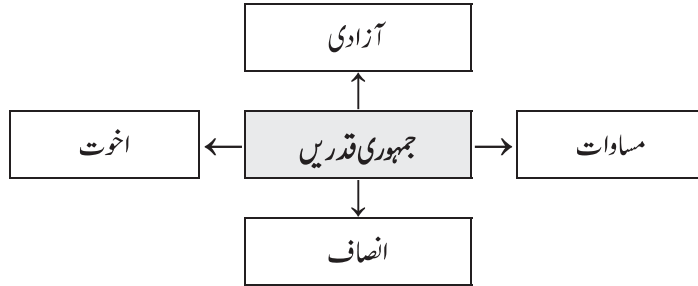 آزادی
مساوات
جمہوری قدریں
اخوت
انصاف